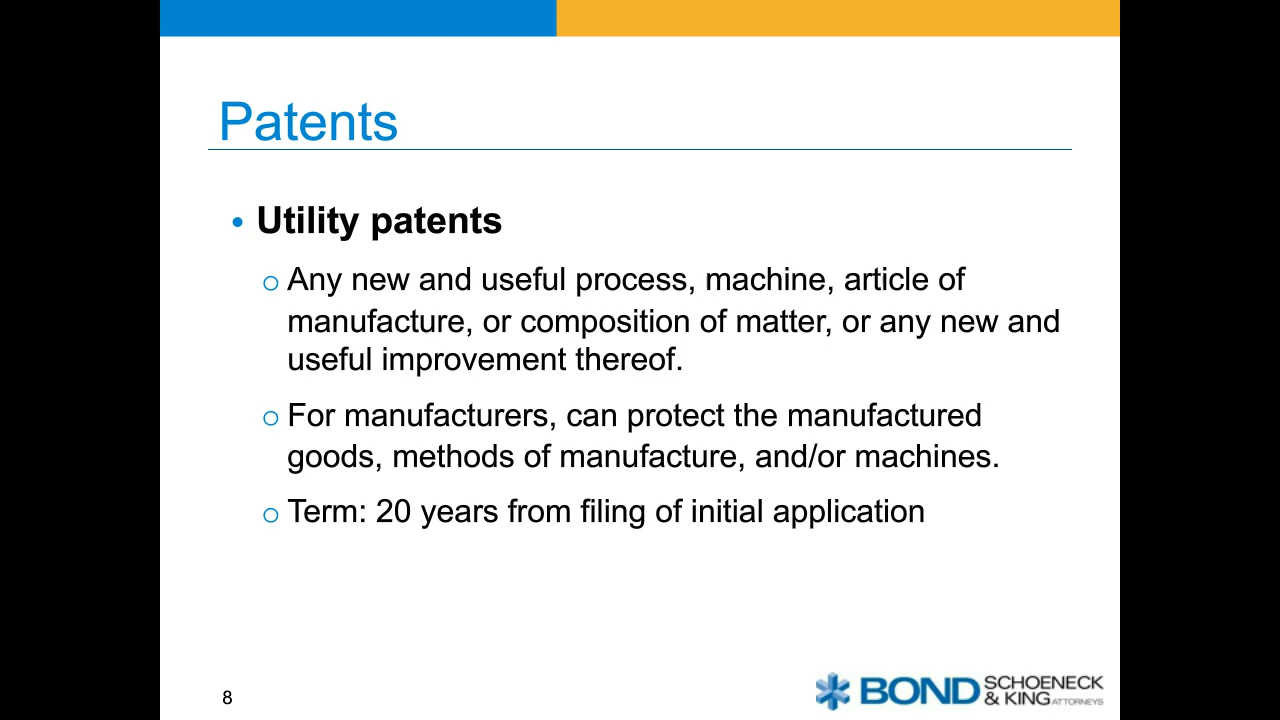 Patents
• Utility patents
o Any new and useful process, machine, article of
manufacture, or composition of matter, or any new and
useful improvement thereof.
o For manufacturers, can protect the manufactured
goods, methods of manufacture, and/or machines.
o Term: 20 years from filing of initial application
8
BOND SCHOENECK
& KING ATTORNEYS